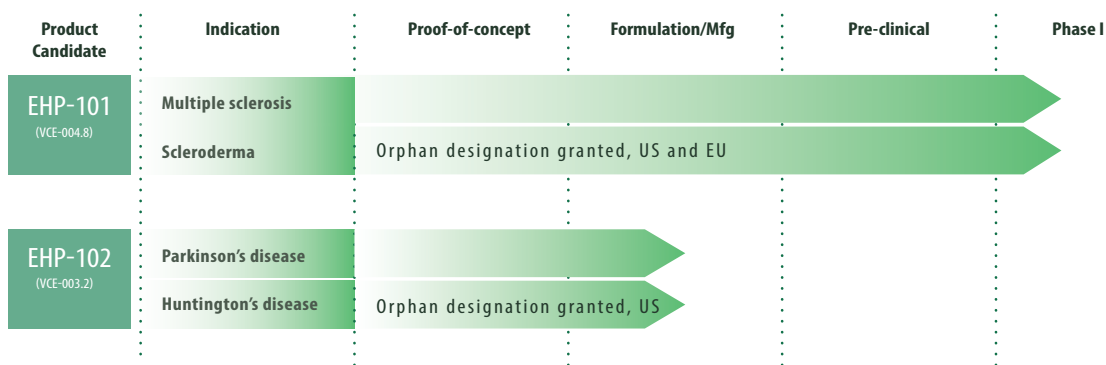 Product Candidate
Indication
Proof-of-concept
Formulation/Mfg
Pre-clinical
Phase I
EHP-101
(VCE-004.8)
Multiple sclerosis
Scleroderma
Orphan designation granted, US and EU
EHP-102
(VCE-003.2)
Parkinson's disease
Huntington's disease
Orphan designation granted, US